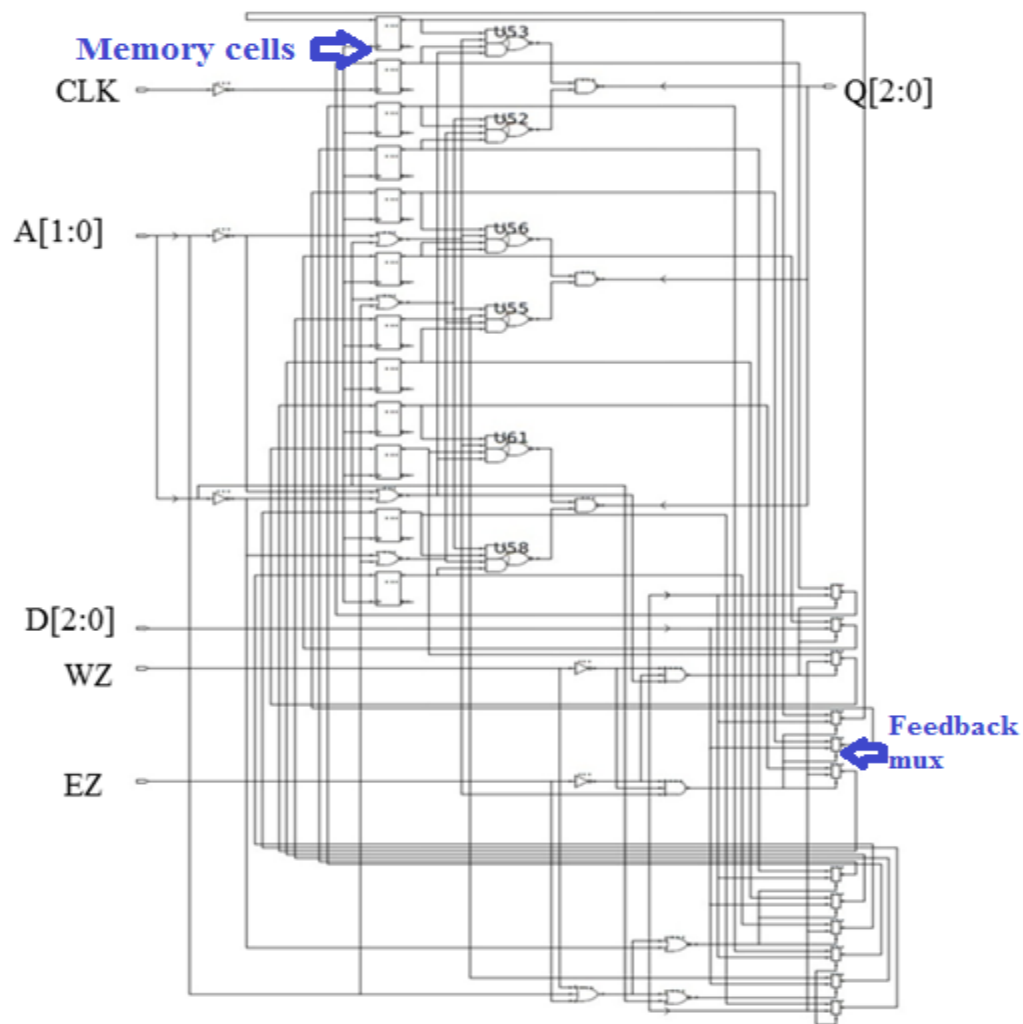 U53
Memory cells
CLK
Q[2:0]
U52
A[1:0]
U56
U55
U61
U58
D[2:0]
WZ
Feedback
mux
EZ